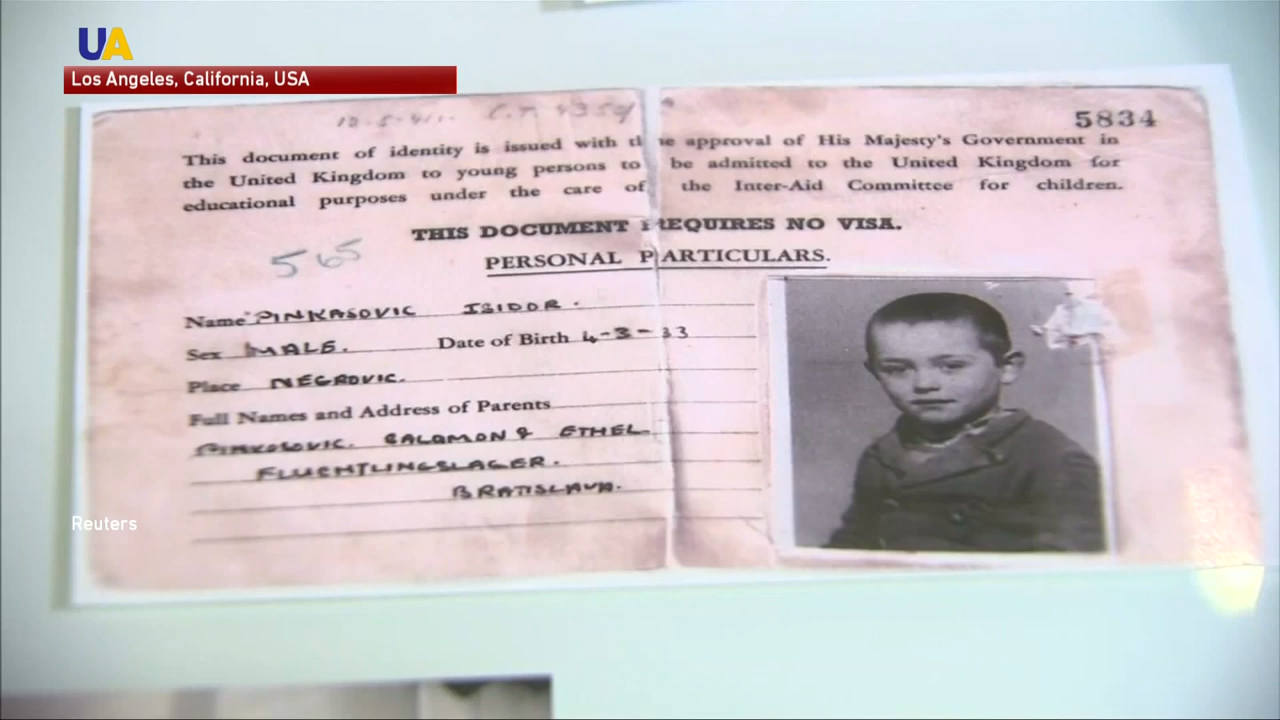 UA
Los Angeles, California, USA
5834
This document of identity is issued with the approval of His Majesty's Government in
the United Kingdom to young persons to be admitted to the United Kingdom for
educational purposes under the care of the Inter-Aid Committee for children.
THIS DOCUMENT REQUIRES NO VISA.
565
PERSONAL PARTICULARS.
Name PINKASOVIC ISIDOR.
Sex MALE. Date of Birth 4-3-33
Place NEGROVIC.
Full Names and Address of Parents
PINKOSOVIC. SALOMON & ETHEL
FLUCHTLINGSLAGER.
BRATISLAVA.
Reuters